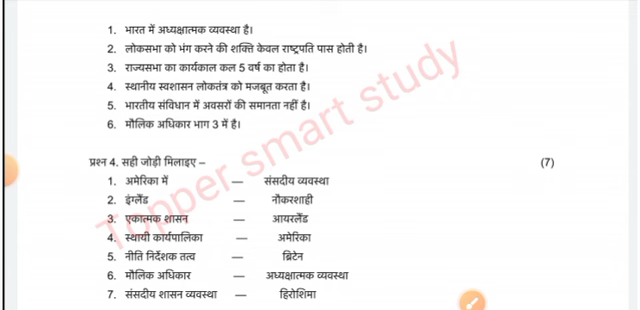 1. भारत में अध्यक्षात्मक व्यवस्था है।
2. लोकसभा को भंग करने की शक्ति केवल राष्ट्रपति पास होती है।
3. राज्यसभा का कार्यकाल कल 5 वर्ष का होता है।
4. स्थानीय स्वशासन लोकतंत्र को मजबूत करता है।
5. भारतीय संविधान में अवसरों की समानता नहीं है।
6. मौलिक अधिकार भाग 3 में है।
Topper smart study
प्रश्न 4. सही जोड़ी मिलाइए – (7)
1. अमेरिका में — संसदीय व्यवस्था
2. इंग्लैंड — नौकरशाही
3. एकात्मक शासन — आयरलैंड
4. स्थायी कार्यपालिका — अमेरिका
5. नीति निर्देशक तत्व — ब्रिटेन
6. मौलिक अधिकार — अध्यक्षात्मक व्यवस्था
7. संसदीय शासन व्यवस्था — हिरोशिमा